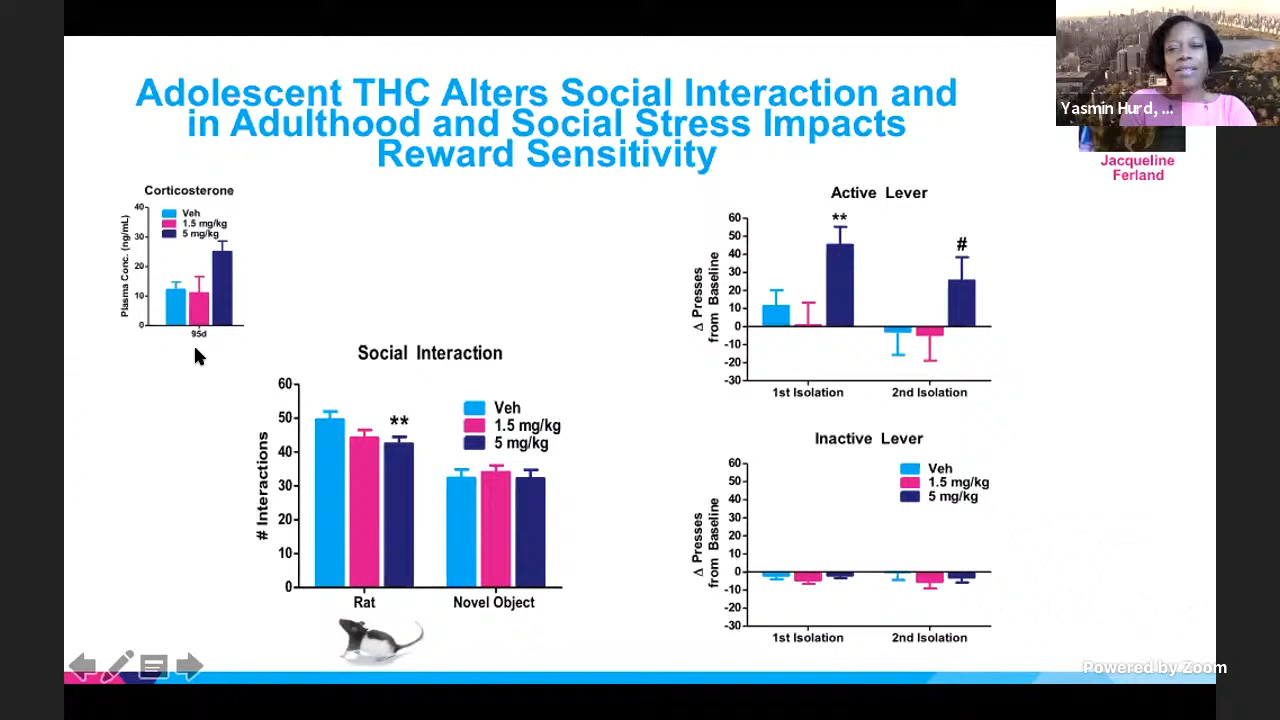 Adolescent THC Alters Social Interaction and
in Adulthood and Social Stress Impacts
Reward Sensitivity
Yasmin Hurd, ...
Jacqueline
Ferland
Corticosterone
Plasma Conc. (ng/mL)
40
30
20
10
0
Veh
1.5 mg/kg
5 mg/kg
95d
Social Interaction
# Interactions
60
50
40
30
20
10
0
**
Veh
1.5 mg/kg
5 mg/kg
Rat
Novel Object
Active Lever
Δ Presses
from Baseline
60
50
40
30
20
10
0
-10
-20
-30
**
#
1st Isolation
2nd Isolation
Inactive Lever
Δ Presses
from Baseline
60
50
40
30
20
10
0
-10
-20
-30
Veh
1.5 mg/kg
5 mg/kg
1st Isolation
2nd Isolation
Powered by Zoom